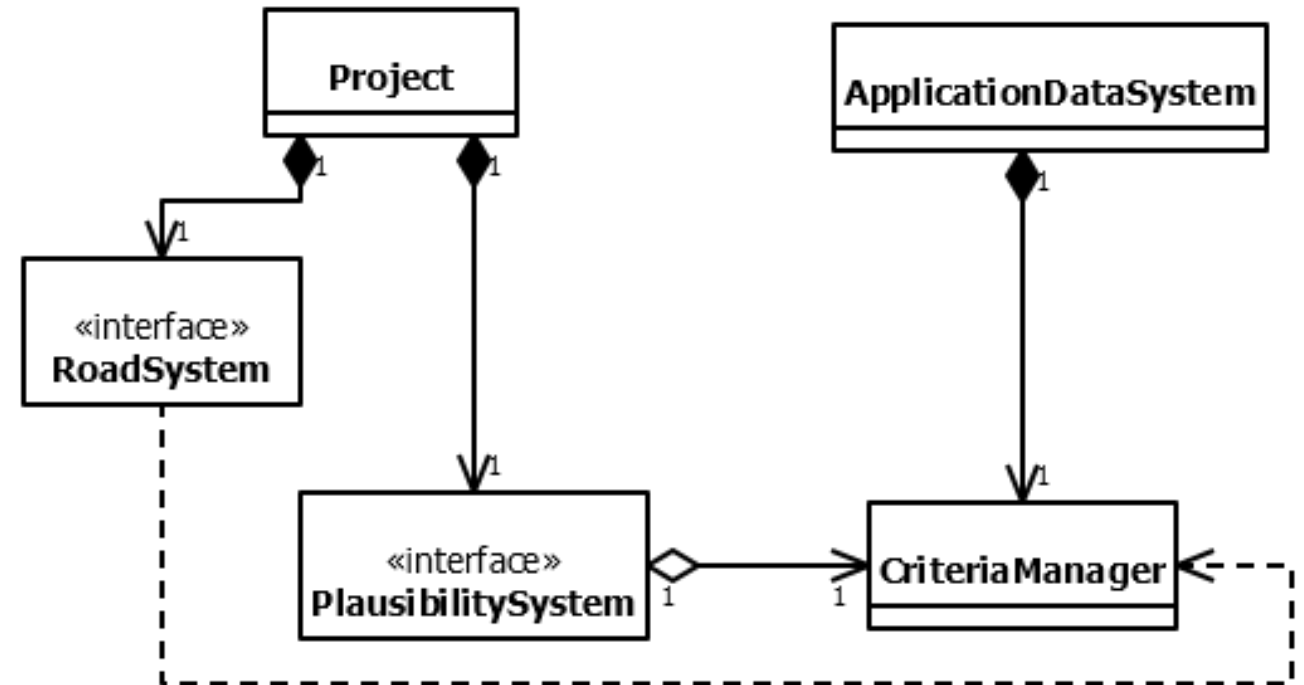 Project
ApplicationDataSystem
1
1
1
1
«interface»
RoadSystem
1
1
«interface»
PlausibilitySystem
1
1
CriteriaManager